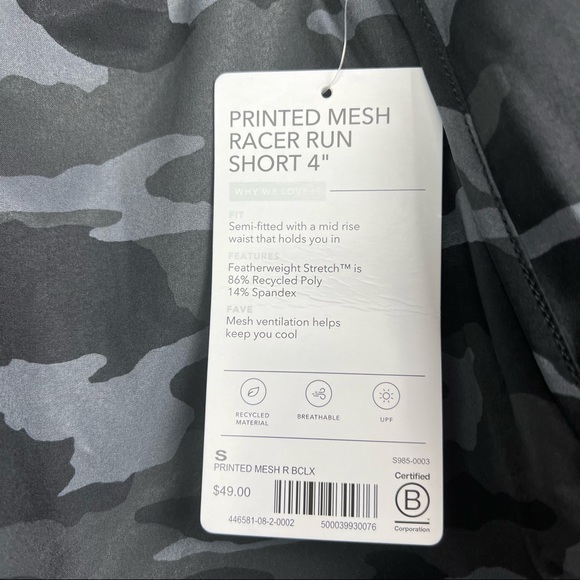 PRINTED MESH
RACER RUN
SHORT 4"
WHY WE LOVE IT
FIT
Semi-fitted with a mid rise
waist that holds you in
FEATURES
Featherweight Stretch™ is
86% Recycled Poly
14% Spandex
FAVE
Mesh ventilation helps
keep you cool
RECYCLED
MATERIAL
BREATHABLE
UPF
S
S985-0003
PRINTED MESH R BCLX
$49.00
446581-08-2-0002
500039930076
Certified
B
Corporation